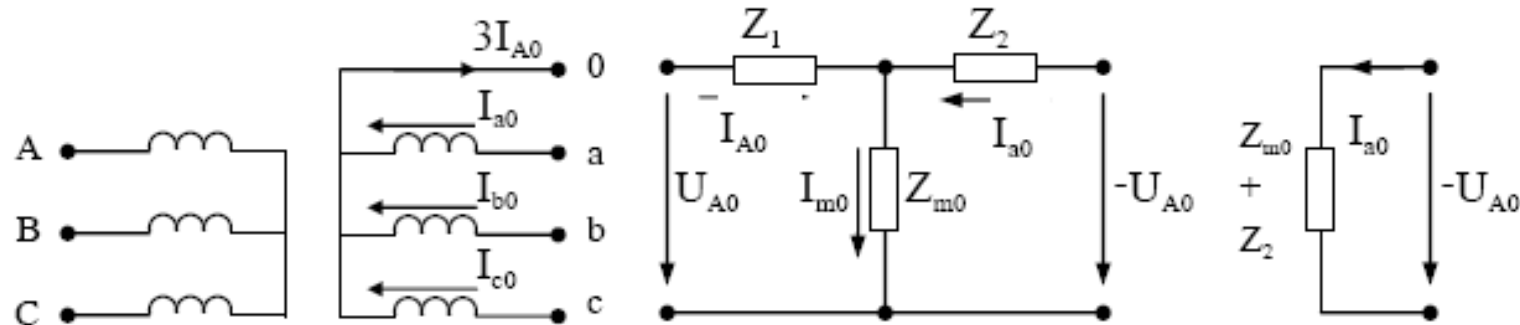 3I_A0 0
A I_a0 a
B I_b0 b
C I_c0 c
Z_1 Z_2
I_A0 I_a0
U_A0 I_m0 Z_m0 -U_A0
Z_m0 I_a0
+ -U_A0
Z_2